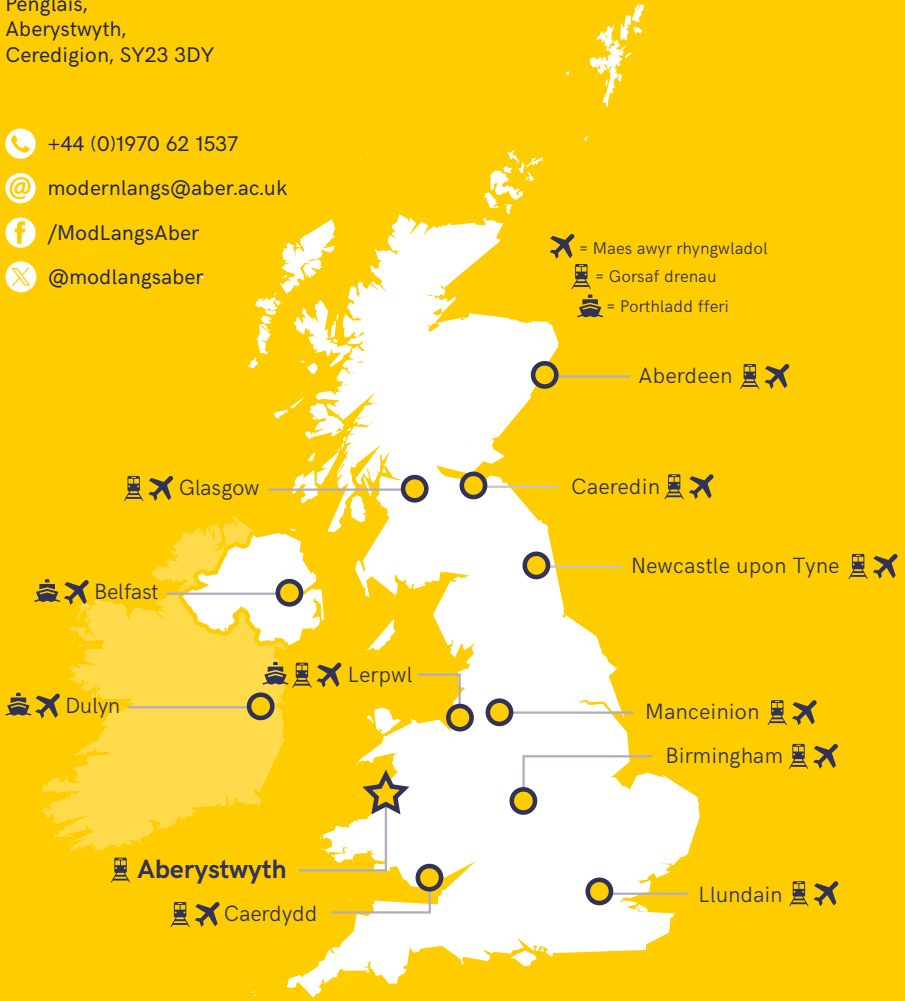 Penglais,
Aberystwyth,
Ceredigion, SY23 3DY
+44 (0)1970 62 1537
@ modernlangs@aber.ac.uk
f /ModLangsAber
X @modlangsaber
= Maes awyr rhyngwladol
= Gorsaf drenau
= Porthladd fferi
Aberdeen
Glasgow
Caeredin
Newcastle upon Tyne
Belfast
Lerpwl
Dulyn
Manceinion
Birmingham
Aberystwyth
Llundain
Caerdydd